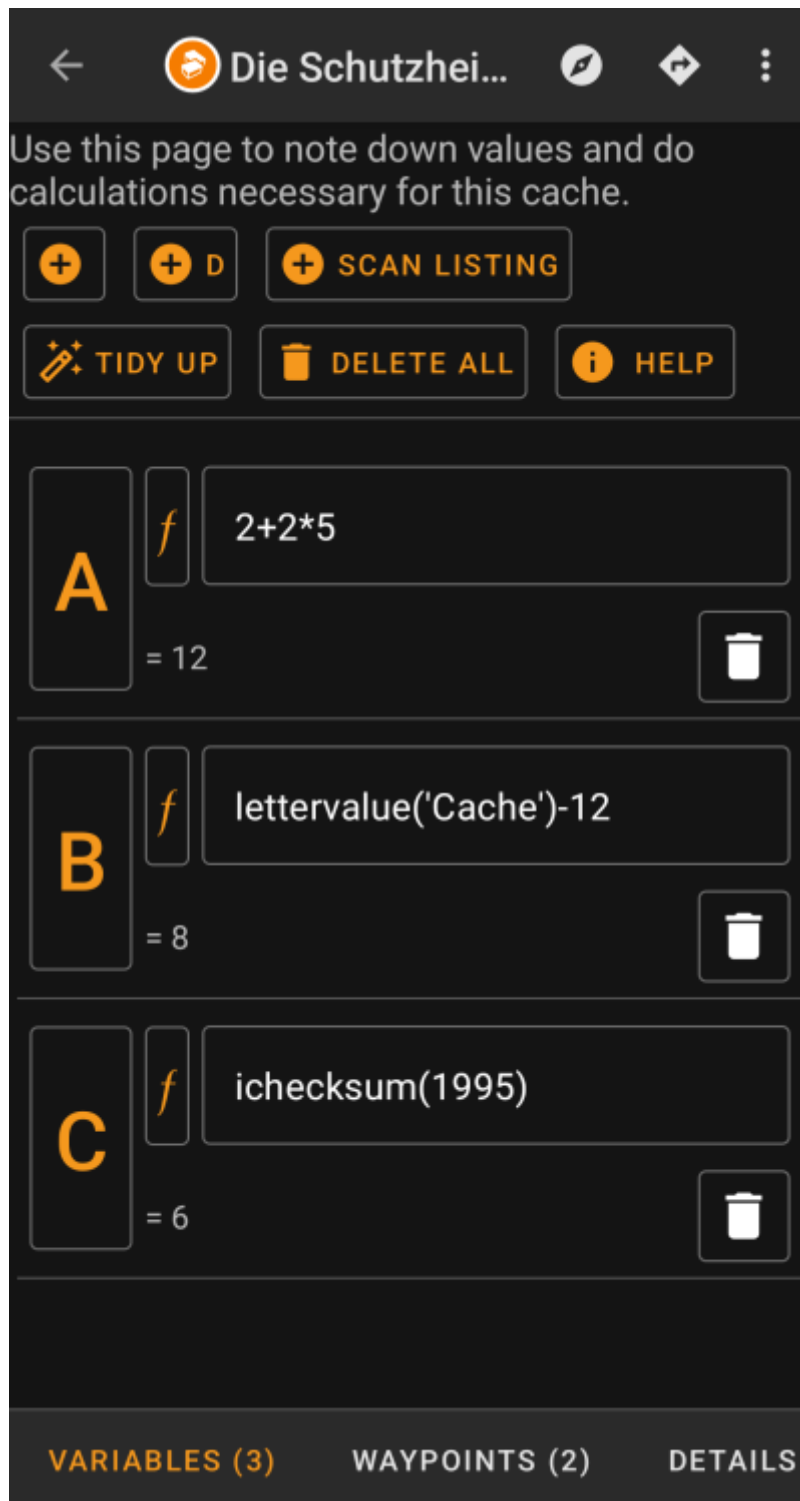 Die Schutzhei...
Use this page to note down values and do
calculations necessary for this cache.
D
SCAN LISTING
TIDY UP
DELETE ALL
HELP
A
f
2+2*5
= 12
B
f
lettervalue('Cache')-12
= 8
C
f
ichecksum(1995)
= 6
VARIABLES (3)
WAYPOINTS (2)
DETAILS